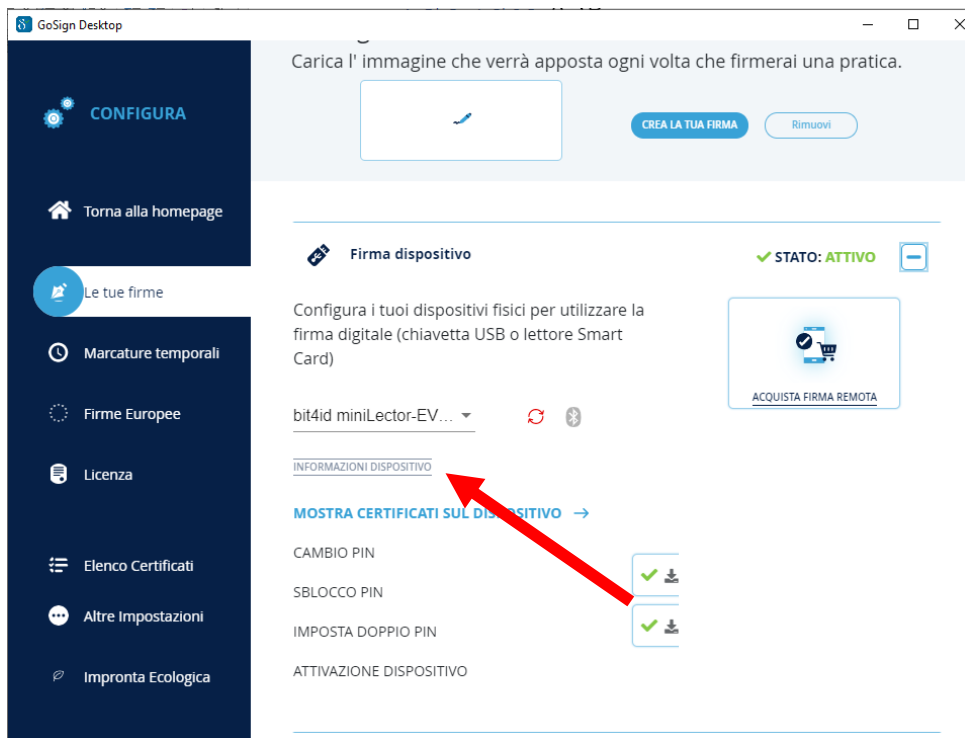 GoSign Desktop
Carica l' immagine che verrà apposta ogni volta che firmerai una pratica.
CONFIGURA
CREA LA TUA FIRMA
Rimuovi
Torna alla homepage
Le tue firme
Marcature temporali
Firme Europee
Licenza
Elenco Certificati
Altre Impostazioni
Impronta Ecologica
Firma dispositivo
STATO: ATTIVO
Configura i tuoi dispositivi fisici per utilizzare la
firma digitale (chiavetta USB o lettore Smart
Card)
ACQUISTA FIRMA REMOTA
bit4id miniLector-EV...
INFORMAZIONI DISPOSITIVO
MOSTRA CERTIFICATI SUL DISPOSITIVO
CAMBIO PIN
SBLOCCO PIN
IMPOSTA DOPPIO PIN
ATTIVAZIONE DISPOSITIVO